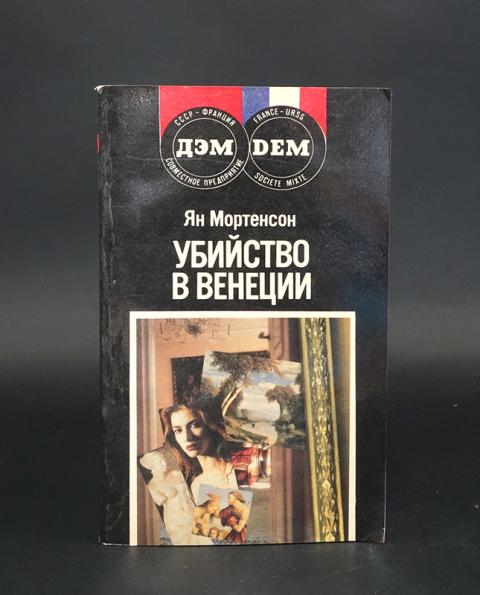 СССР – ФРАНЦИЯ
ДЭМ
СОВМЕСТНОЕ ПРЕДПРИЯТИЕ
FRANCE – URSS
DEM
SOCIETE MIXTE
Ян Мортенсон
УБИЙСТВО
В ВЕНЕЦИИ